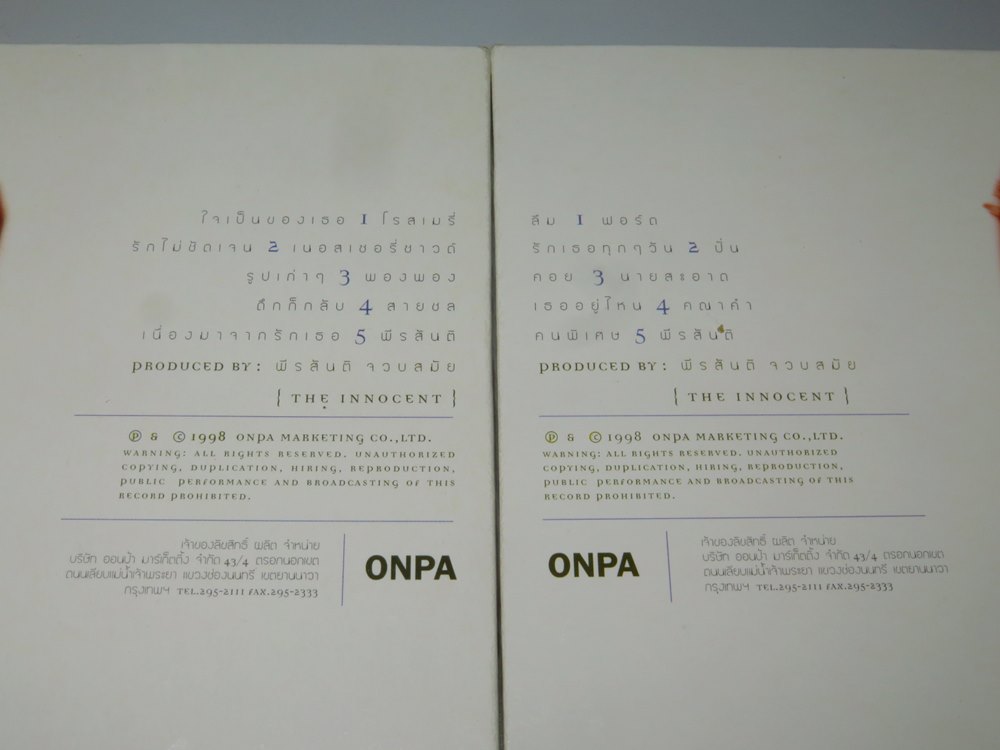 ใจเป็นของเธอ 1 โรสเมรี่
รักไม่ชัดเจน 2 เนอสเซอรี่ซาวด์
รูปเก่าๆ 3 พองพอง
ดึกก็กลับ 4 สายชล
เนื่องมาจากรักเธอ 5 พีรสันติ
PRODUCED BY: พีรสันติ จวบสมัย
{ THE INNOCENT }
℗ & © 1998 ONPA MARKETING CO.,LTD.
WARNING: ALL RIGHTS RESERVED. UNAUTHORIZED
COPYING, DUPLICATION, HIRING, REPRODUCTION,
PUBLIC PERFORMANCE AND BROADCASTING OF THIS
RECORD PROHIBITED.
เจ้าของลิขสิทธิ์ ผลิต จำหน่าย
บริษัท ออนป้า มาร์เก็ตติ้ง จำกัด 43/4 ตรอกนอกเขต
ถนนเลียบแม่น้ำเจ้าพระยา แขวงช่องนนทรี เขตยานนาวา
กรุงเทพฯ TEL.295-2111 FAX.295-2333
ONPA
ลืม 1 ฟอร์ด
รักเธอทุกๆวัน 2 ปั่น
คอย 3 นายสะอาด
เธออยู่ไหน 4 คณาคำ
คนพิเศษ 5 พีรสันติ
PRODUCED BY: พีรสันติ จวบสมัย
{ THE INNOCENT }
℗ & © 1998 ONPA MARKETING CO.,LTD.
WARNING: ALL RIGHTS RESERVED. UNAUTHORIZED
COPYING, DUPLICATION, HIRING, REPRODUCTION,
PUBLIC PERFORMANCE AND BROADCASTING OF THIS
RECORD PROHIBITED.
ONPA
เจ้าของลิขสิทธิ์ ผลิต จำหน่าย
บริษัท ออนป้า มาร์เก็ตติ้ง จำกัด 43/4 ตรอกนอกเขต
ถนนเลียบแม่น้ำเจ้าพระยา แขวงช่องนนทรี เขตยานนาวา
กรุงเทพฯ TEL.295-2111 FAX.295-2333